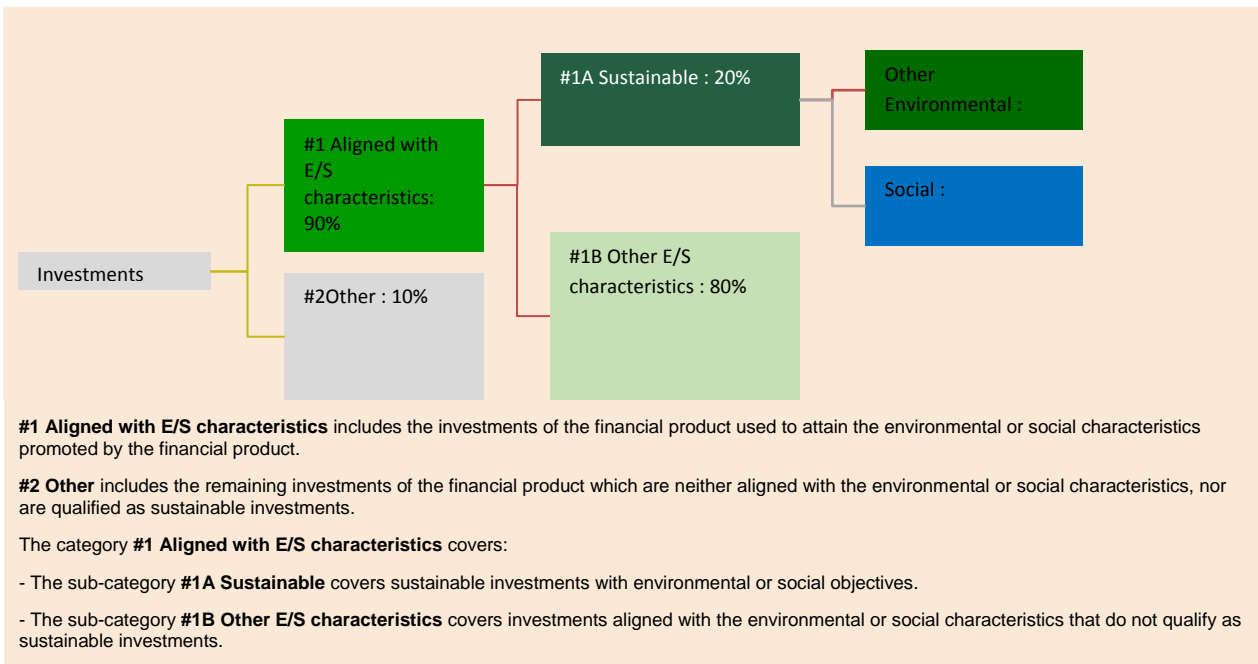 Investments
#1 Aligned with
E/S
characteristics:
90%
#2Other : 10%
#1A Sustainable : 20%
#1B Other E/S
characteristics : 80%
Other
Environmental :
Social :
#1 Aligned with E/S characteristics includes the investments of the financial product used to attain the environmental or social characteristics
promoted by the financial product.
#2 Other includes the remaining investments of the financial product which are neither aligned with the environmental or social characteristics, nor
are qualified as sustainable investments.
The category #1 Aligned with E/S characteristics covers:
- The sub-category #1A Sustainable covers sustainable investments with environmental or social objectives.
- The sub-category #1B Other E/S characteristics covers investments aligned with the environmental or social characteristics that do not qualify as
sustainable investments.